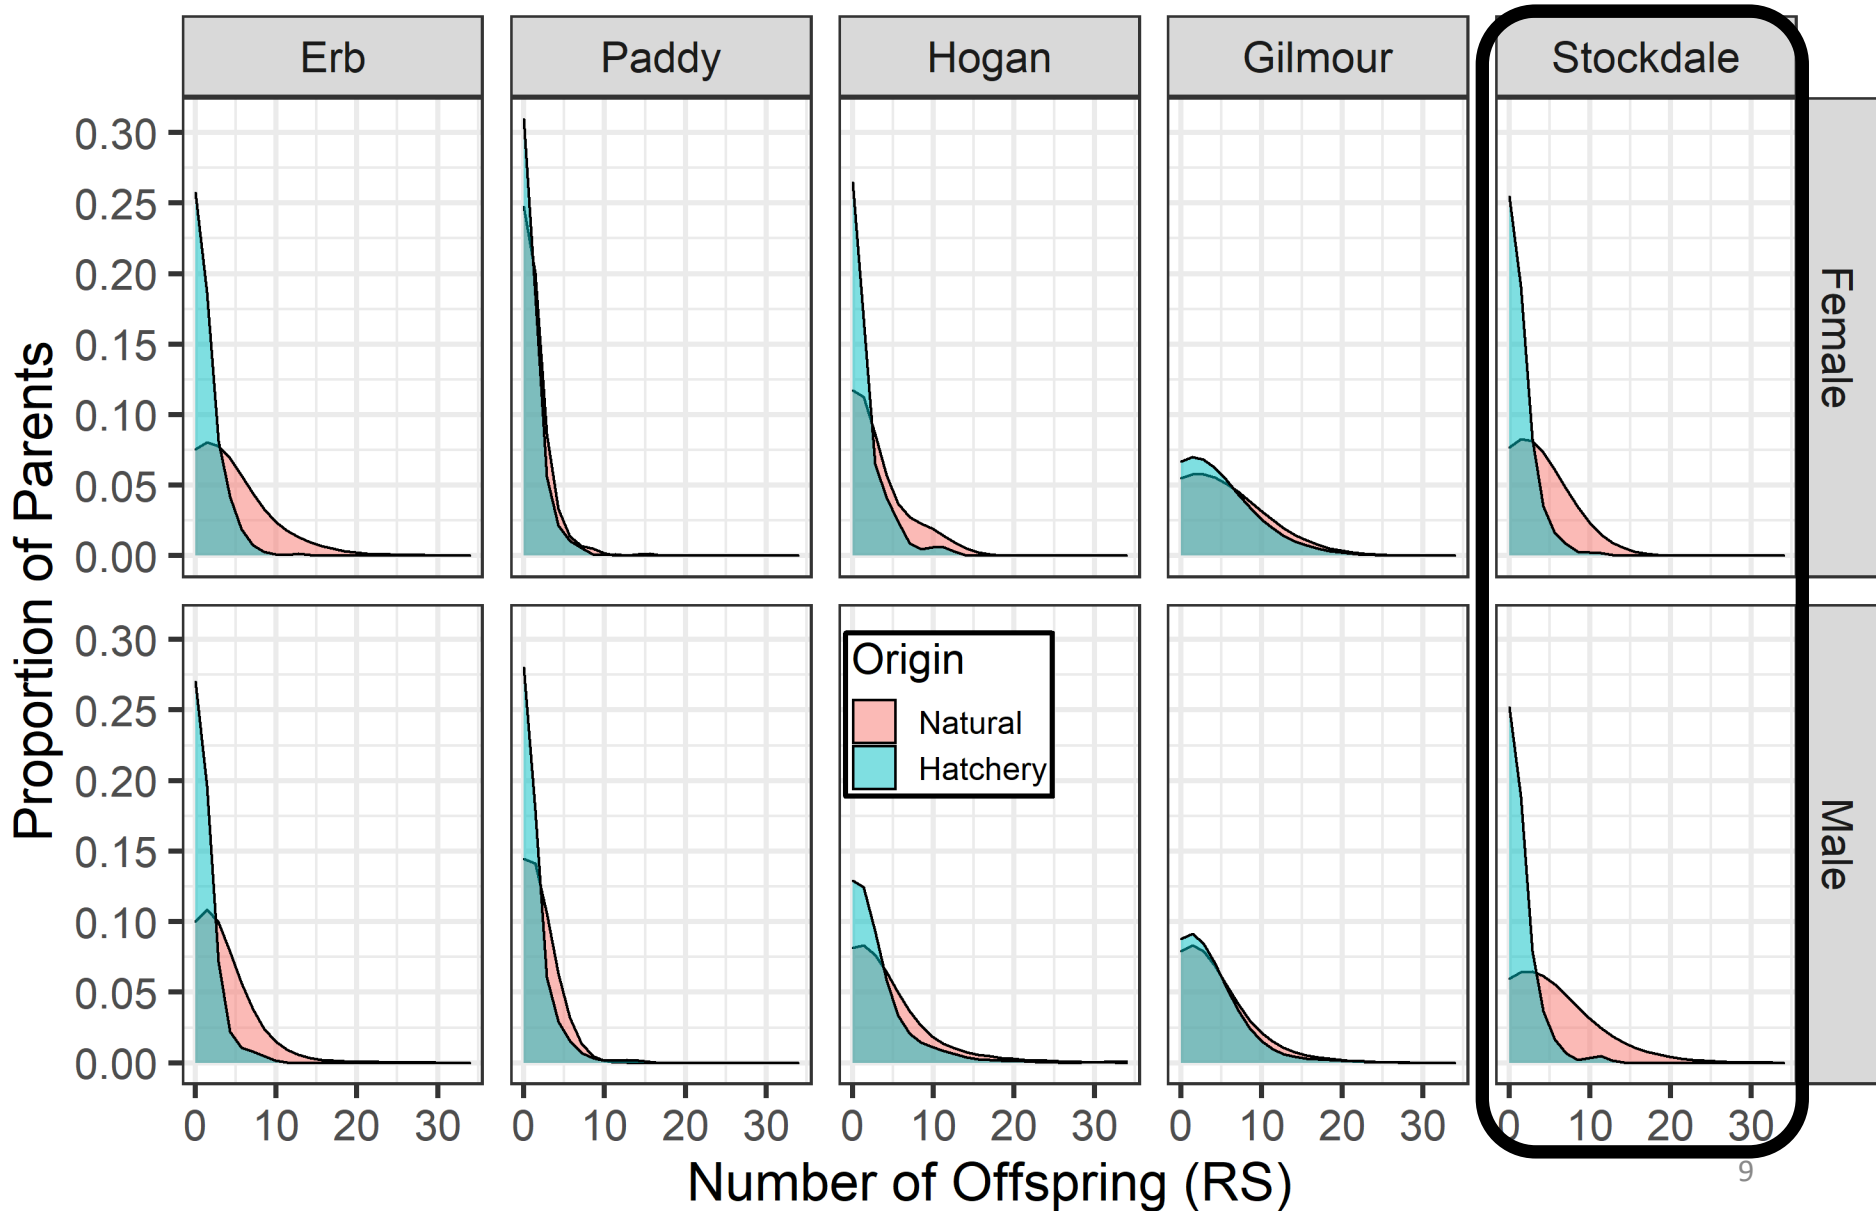 Erb Paddy Hogan Gilmour Stockdale
0.30
0.25
0.20
0.15
0.10
0.05
0.00
Female
0.30
0.25
0.20
0.15
0.10
0.05
0.00
Male
Proportion of Parents
Origin
Natural
Hatchery
0 10 20 30 0 10 20 30 0 10 20 30 0 10 20 30 0 10 20 30
Number of Offspring (RS)
9